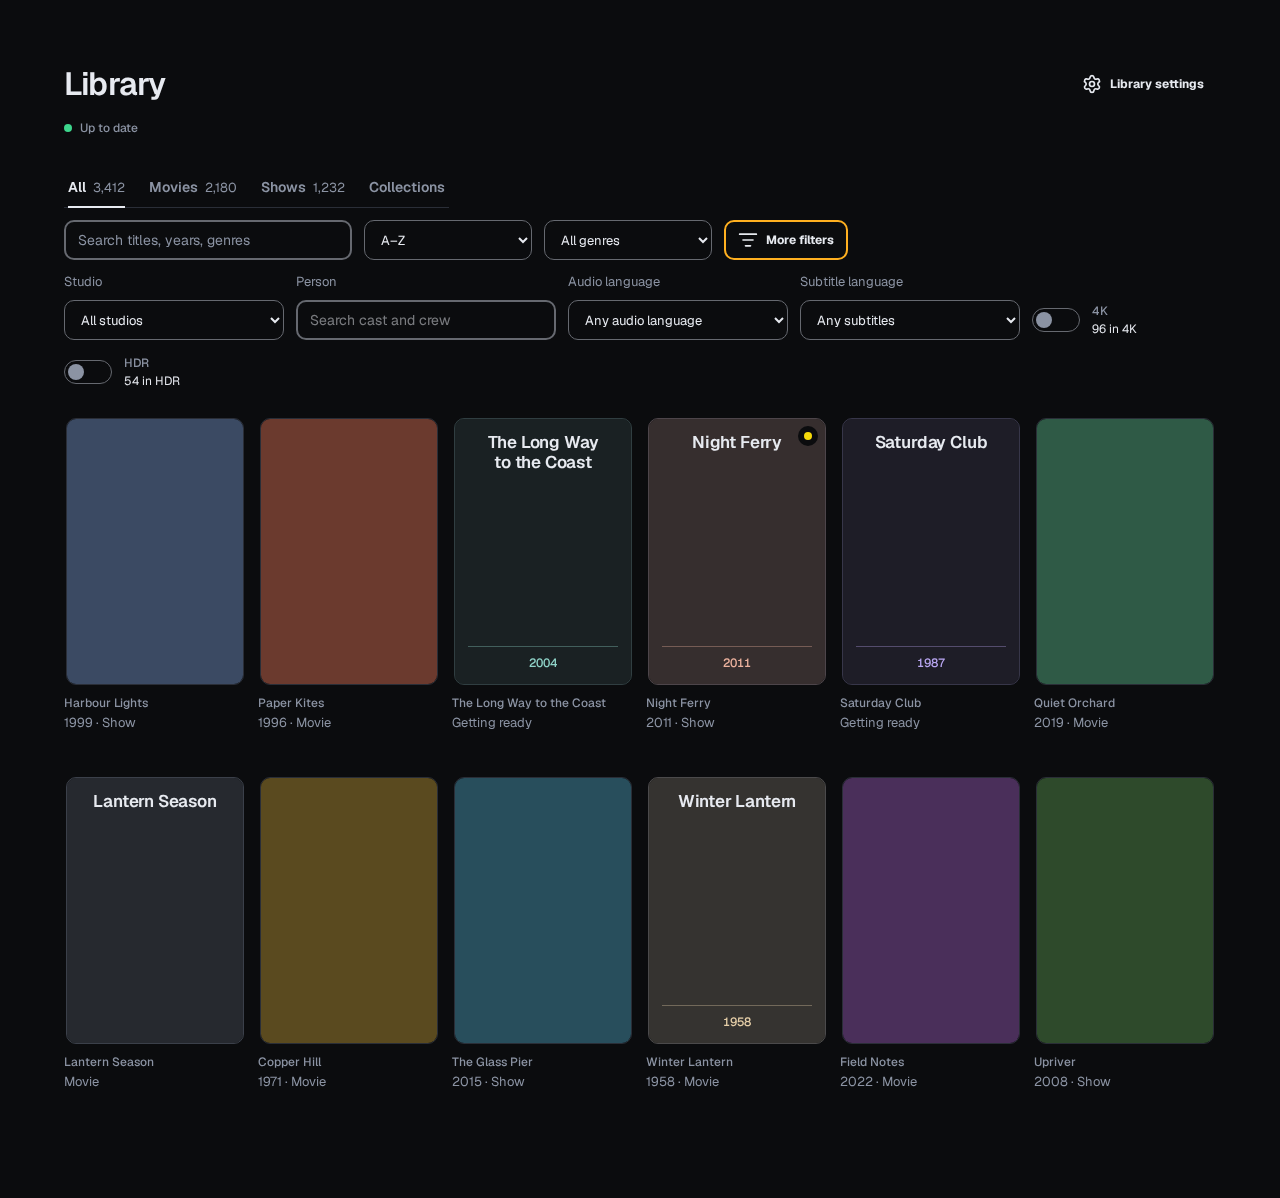 Library
Library settings
Up to date
All 3,412 Movies 2,180 Shows 1,232 Collections
Search titles, years, genres
A–Z
All genres
More filters
Studio
Person
Audio language
Subtitle language
All studios
Search cast and crew
Any audio language
Any subtitles
4K
96 in 4K
HDR
54 in HDR
The Long Way
to the Coast
2004
Night Ferry
2011
Saturday Club
1987
Harbour Lights
1999 · Show
Paper Kites
1996 · Movie
The Long Way to the Coast
Getting ready
Night Ferry
2011 · Show
Saturday Club
Getting ready
Quiet Orchard
2019 · Movie
Lantern Season
Winter Lantern
1958
Lantern Season
Movie
Copper Hill
1971 · Movie
The Glass Pier
2015 · Show
Winter Lantern
1958 · Movie
Field Notes
2022 · Movie
Upriver
2008 · Show